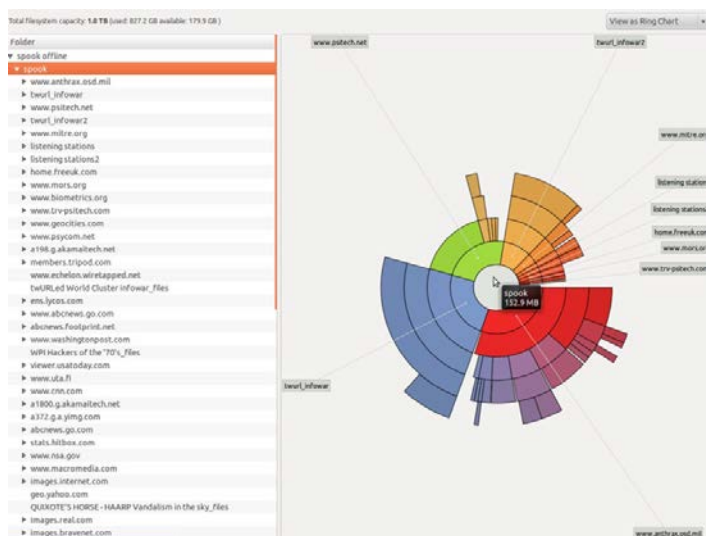 Total filesystem capacity: 1.0 TB (used: 827.2 GB available: 179.9 GB )
View as Ring Chart
Folder
spook offline
spook
www.anthrax.osd.mil
twurl_infowar
www.psitech.net
twurl_infowar2
www.mitre.org
listening stations
listening stations2
home.freeuk.com
www.mors.org
www.biometrics.org
www.trv-psitech.com
www.geocities.com
www.psycom.net
a198.g.akamaitech.net
members.tripod.com
www.echelon.wiretapped.net
twURLed World Cluster infowar_files
ens.lycos.com
www.abcnews.go.com
abcnews.footprint.net
www.washingtonpost.com
WPI Hackers of the '70's_files
viewer.usatoday.com
www.uta.fi
www.cnn.com
a1800.g.akamaitech.net
a372.g.a.yimg.com
abcnews.go.com
stats.hitbox.com
www.nsa.gov
www.macromedia.com
images.internet.com
geo.yahoo.com
QUIXOTE'S HORSE - HAARP Vandalism in the sky_files
images.real.com
images.bravenet.com
www.psitech.net
twurl_infowar2
www.mitre.or
listening station
listening stations
home.freeuk.com
www.mors.org
www.trv-psitech.com
spook
152.9 MB
twurl_infowar
www.anthrax.osd.mil